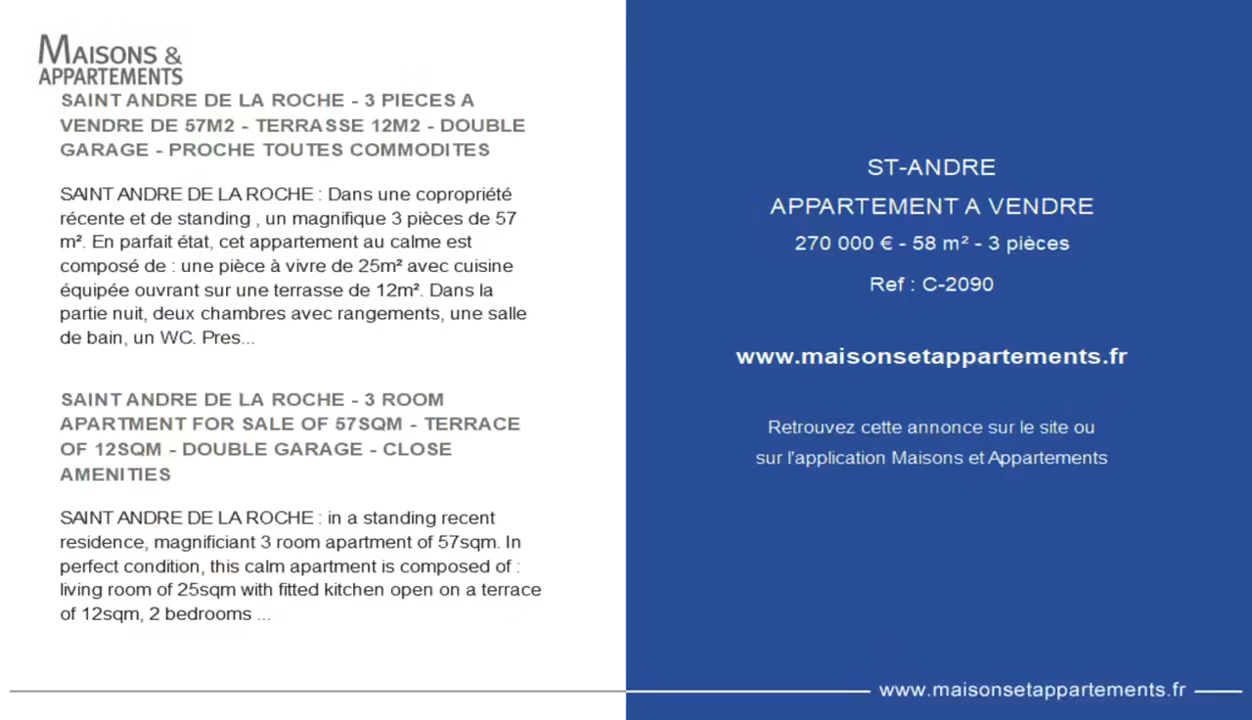 MAISONS &
APPARTEMENTS
SAINT ANDRE DE LA ROCHE - 3 PIECES A
VENDRE DE 57M2 - TERRASSE 12M2 - DOUBLE
GARAGE - PROCHE TOUTES COMMODITES
SAINT ANDRE DE LA ROCHE : Dans une copropriété
récente et de standing , un magnifique 3 pièces de 57
m². En parfait état, cet appartement au calme est
composé de : une pièce à vivre de 25m² avec cuisine
équipée ouvrant sur une terrasse de 12m². Dans la
partie nuit, deux chambres avec rangements, une salle
de bain, un WC. Pres...
SAINT ANDRE DE LA ROCHE - 3 ROOM
APARTMENT FOR SALE OF 57SQM - TERRACE
OF 12SQM - DOUBLE GARAGE - CLOSE
AMENITIES
SAINT ANDRE DE LA ROCHE : in a standing recent
residence, magnificiant 3 room apartment of 57sqm. In
perfect condition, this calm apartment is composed of :
living room of 25sqm with fitted kitchen open on a terrace
of 12sqm, 2 bedrooms ...
ST-ANDRE
APPARTEMENT A VENDRE
270 000 € - 58 m² - 3 pièces
Ref : C-2090
www.maisonsetappartements.fr
Retrouvez cette annonce sur le site ou
sur l'application Maisons et Appartements
www.maisonsetappartements.fr